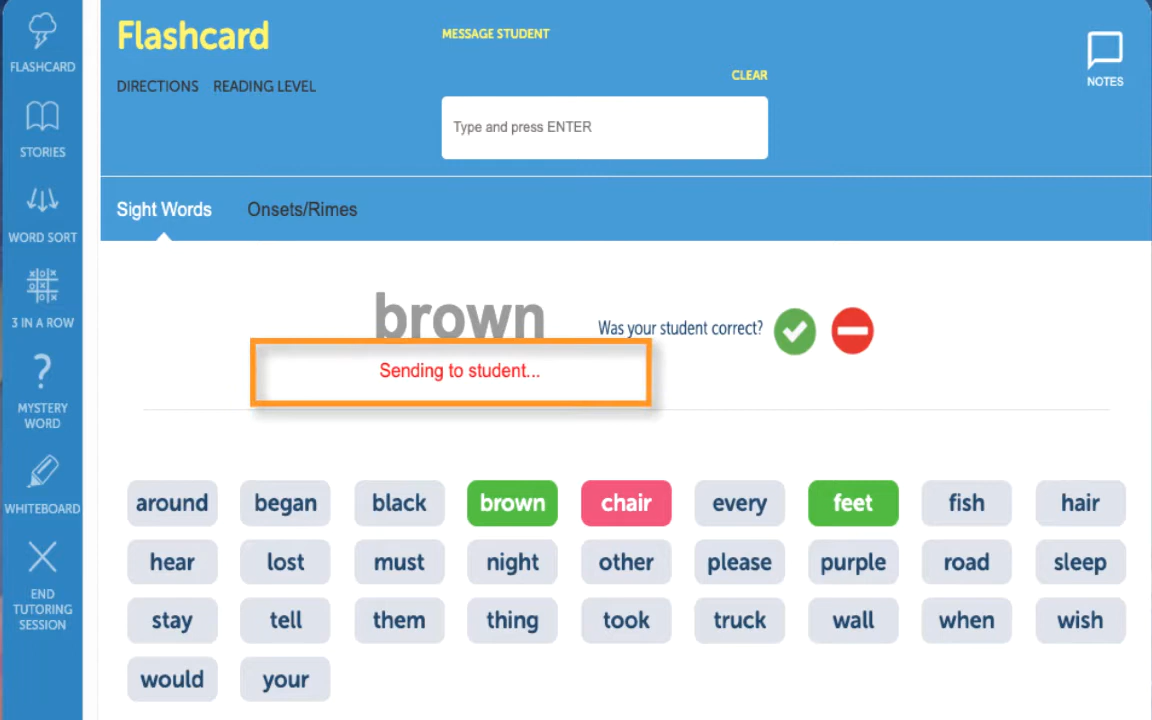 FLASHCARD
STORIES
WORD SORT
3 IN A ROW
MYSTERY
WORD
WHITEBOARD
END
TUTORING
SESSION
Flashcard
DIRECTIONS READING LEVEL
MESSAGE STUDENT
CLEAR
Type and press ENTER
NOTES
Sight Words Onsets/Rimes
brown
Was your student correct?
Sending to student...
around began black brown chair every feet fish hair
hear lost must night other please purple road sleep
stay tell them thing took truck wall when wish
would your